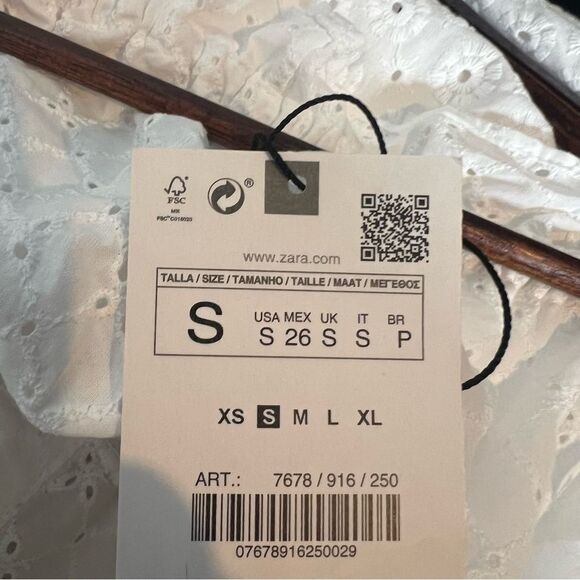 FSC
MIX
FSC® C016020
®
www.zara.com
TALLA / SIZE / TAMANHO / TAILLE / MAAT / ΜΕΓΕΘΟΣ
S
USA MEX UK IT BR
S 26 S S P
XS S M L XL
ART.: 7678 / 916 / 250
07678916250029